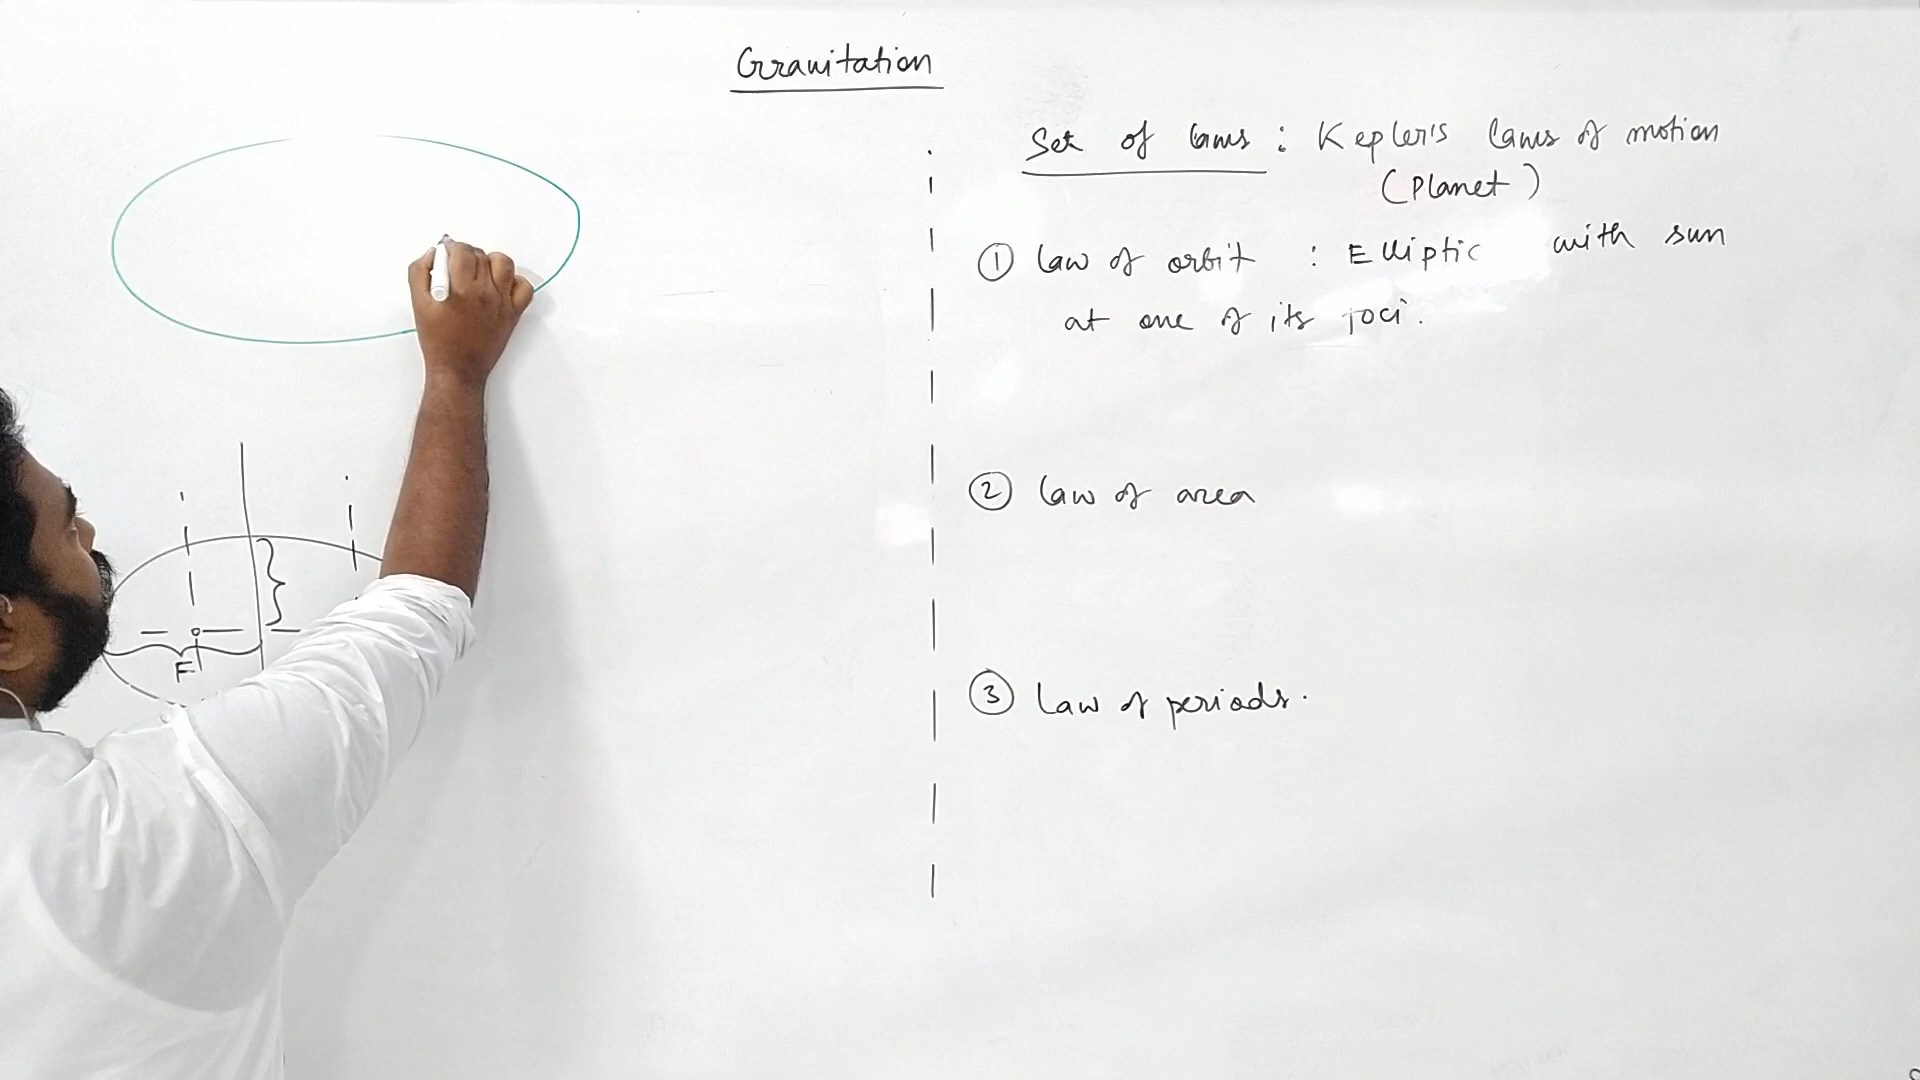 Gravitation
Set of laws : Kepler's laws of motion
(Planet)
① Law of orbit : Elliptic with sun
at one of its foci.
② Law of area
③ Law of periods.
F